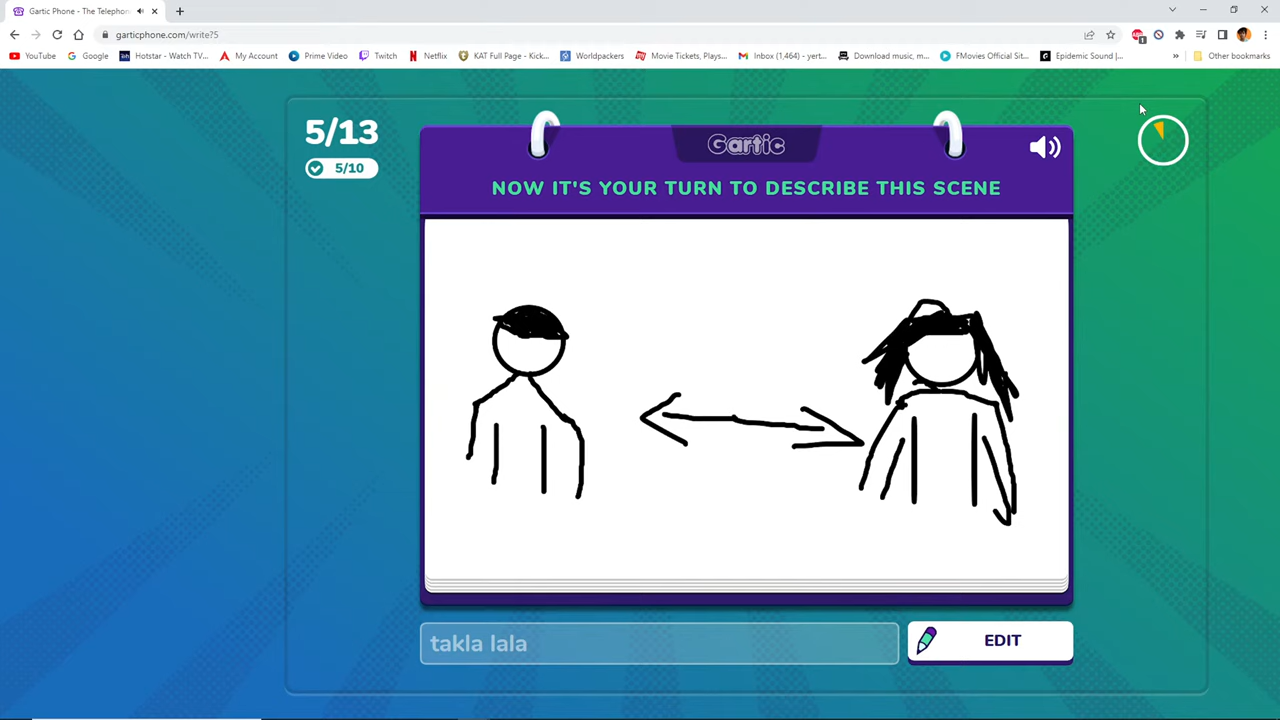 Gartic Phone - The Telephon
garticphone.com/write?5
YouTube Google Hotstar - Watch TV... My Account Prime Video Twitch Netflix KAT Full Page - Kick... Worldpackers Movie Tickets, Plays... Inbox (1,464) - yert... Download music, m... FMovies Official Sit... Epidemic Sound |... » Other bookmarks
5/13
5/10
Gartic
NOW IT'S YOUR TURN TO DESCRIBE THIS SCENE
takla lala
EDIT